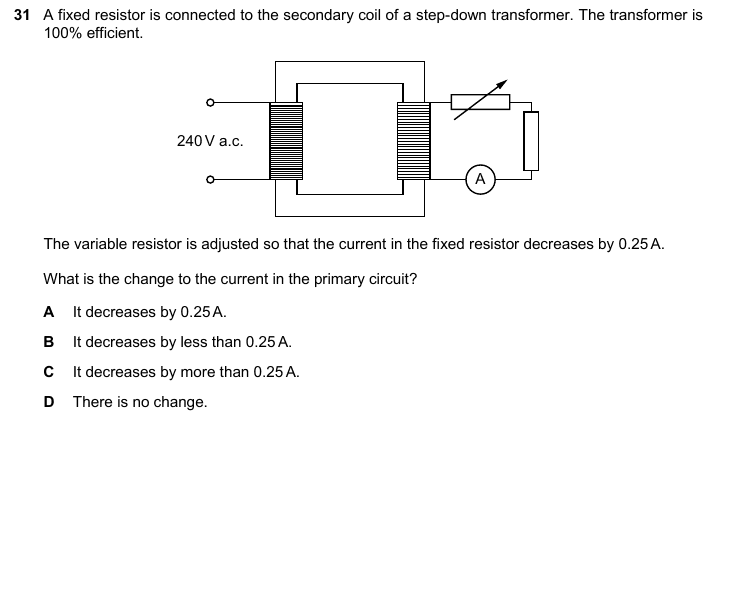 31 A fixed resistor is connected to the secondary coil of a step-down transformer. The transformer is
100% efficient.
240 V a.c.
A
The variable resistor is adjusted so that the current in the fixed resistor decreases by 0.25 A.
What is the change to the current in the primary circuit?
A It decreases by 0.25 A.
B It decreases by less than 0.25 A.
C It decreases by more than 0.25 A.
D There is no change.